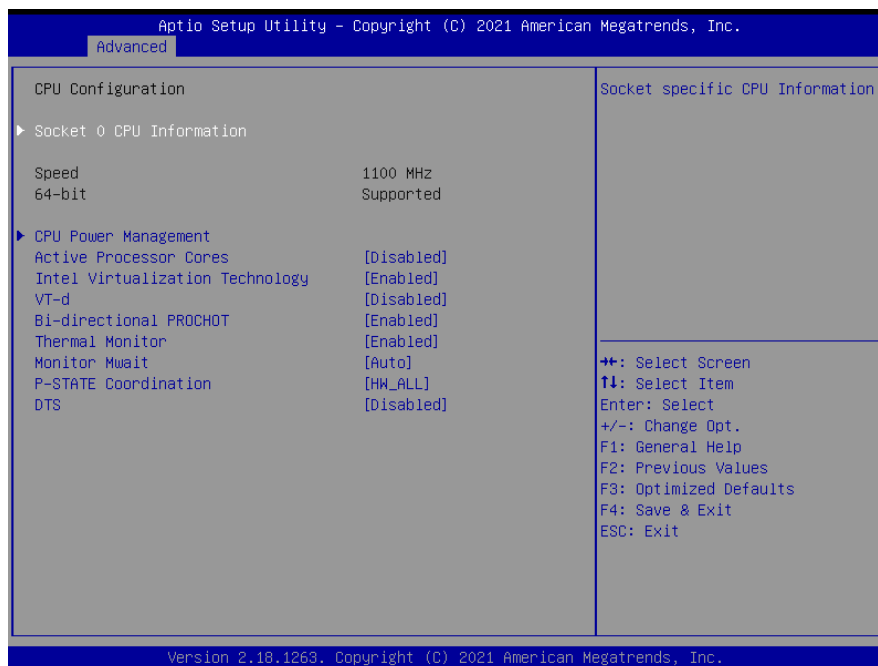 Aptio Setup Utility – Copyright (C) 2021 American Megatrends, Inc.
Advanced
CPU Configuration
Socket 0 CPU Information
Speed 1100 MHz
64-bit Supported
CPU Power Management
Active Processor Cores [Disabled]
Intel Virtualization Technology [Enabled]
VT-d [Disabled]
Bi-directional PROCHOT [Enabled]
Thermal Monitor [Enabled]
Monitor Mwait [Auto]
P-STATE Coordination [HW_ALL]
DTS [Disabled]
Socket specific CPU Information
→←: Select Screen
↑↓: Select Item
Enter: Select
+/-: Change Opt.
F1: General Help
F2: Previous Values
F3: Optimized Defaults
F4: Save & Exit
ESC: Exit
Version 2.18.1263. Copyright (C) 2021 American Megatrends, Inc.